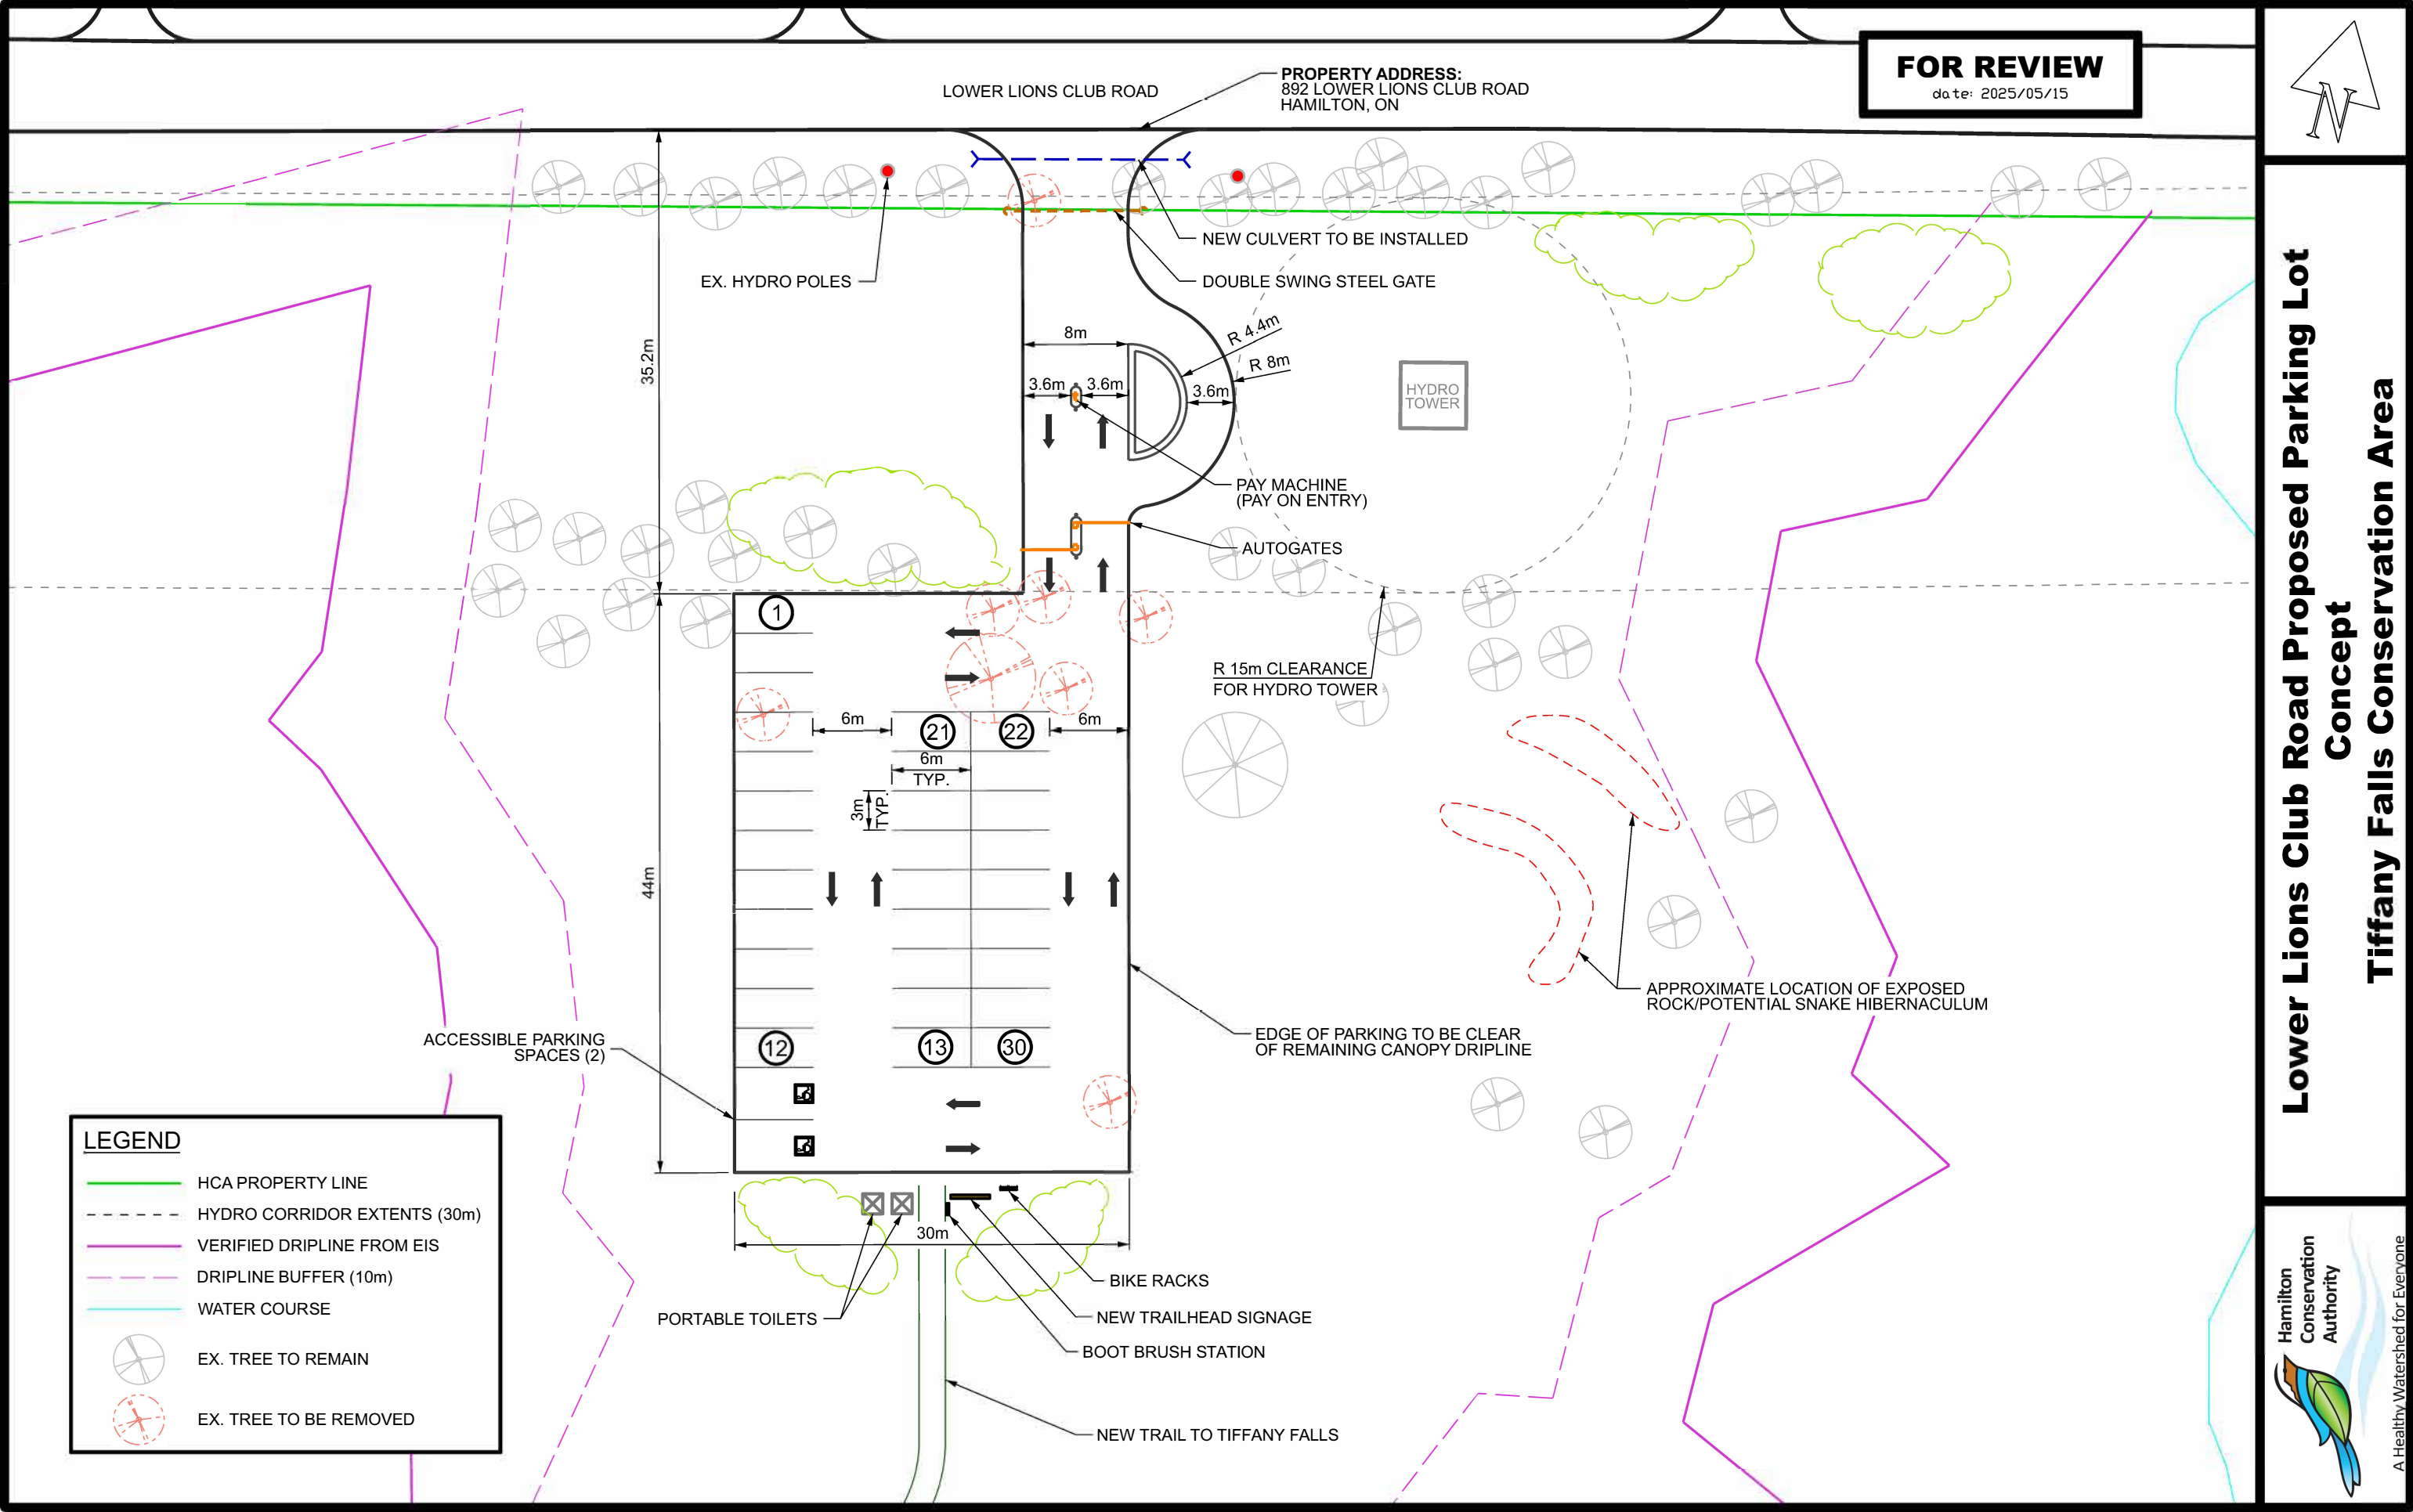 FOR REVIEW
date: 2025/05/15
LOWER LIONS CLUB ROAD
PROPERTY ADDRESS:
892 LOWER LIONS CLUB ROAD
HAMILTON, ON
NEW CULVERT TO BE INSTALLED
DOUBLE SWING STEEL GATE
EX. HYDRO POLES
35.2m
8m
R 4.4m
R 8m
3.6m
3.6m
3.6m
HYDRO
TOWER
PAY MACHINE
(PAY ON ENTRY)
AUTOGATES
1
R 15m CLEARANCE
FOR HYDRO TOWER
6m
21
22
6m
6m
TYP.
3m
TYP.
44m
APPROXIMATE LOCATION OF EXPOSED
ROCK/POTENTIAL SNAKE HIBERNACULUM
ACCESSIBLE PARKING
SPACES (2)
12
13
30
EDGE OF PARKING TO BE CLEAR
OF REMAINING CANOPY DRIPLINE
30m
PORTABLE TOILETS
BIKE RACKS
NEW TRAILHEAD SIGNAGE
BOOT BRUSH STATION
NEW TRAIL TO TIFFANY FALLS
LEGEND
HCA PROPERTY LINE
HYDRO CORRIDOR EXTENTS (30m)
VERIFIED DRIPLINE FROM EIS
DRIPLINE BUFFER (10m)
WATER COURSE
EX. TREE TO REMAIN
EX. TREE TO BE REMOVED
N
Lower Lions Club Road Proposed Parking Lot
Concept
Tiffany Falls Conservation Area
Hamilton
Conservation
Authority
A Healthy Watershed for Everyone